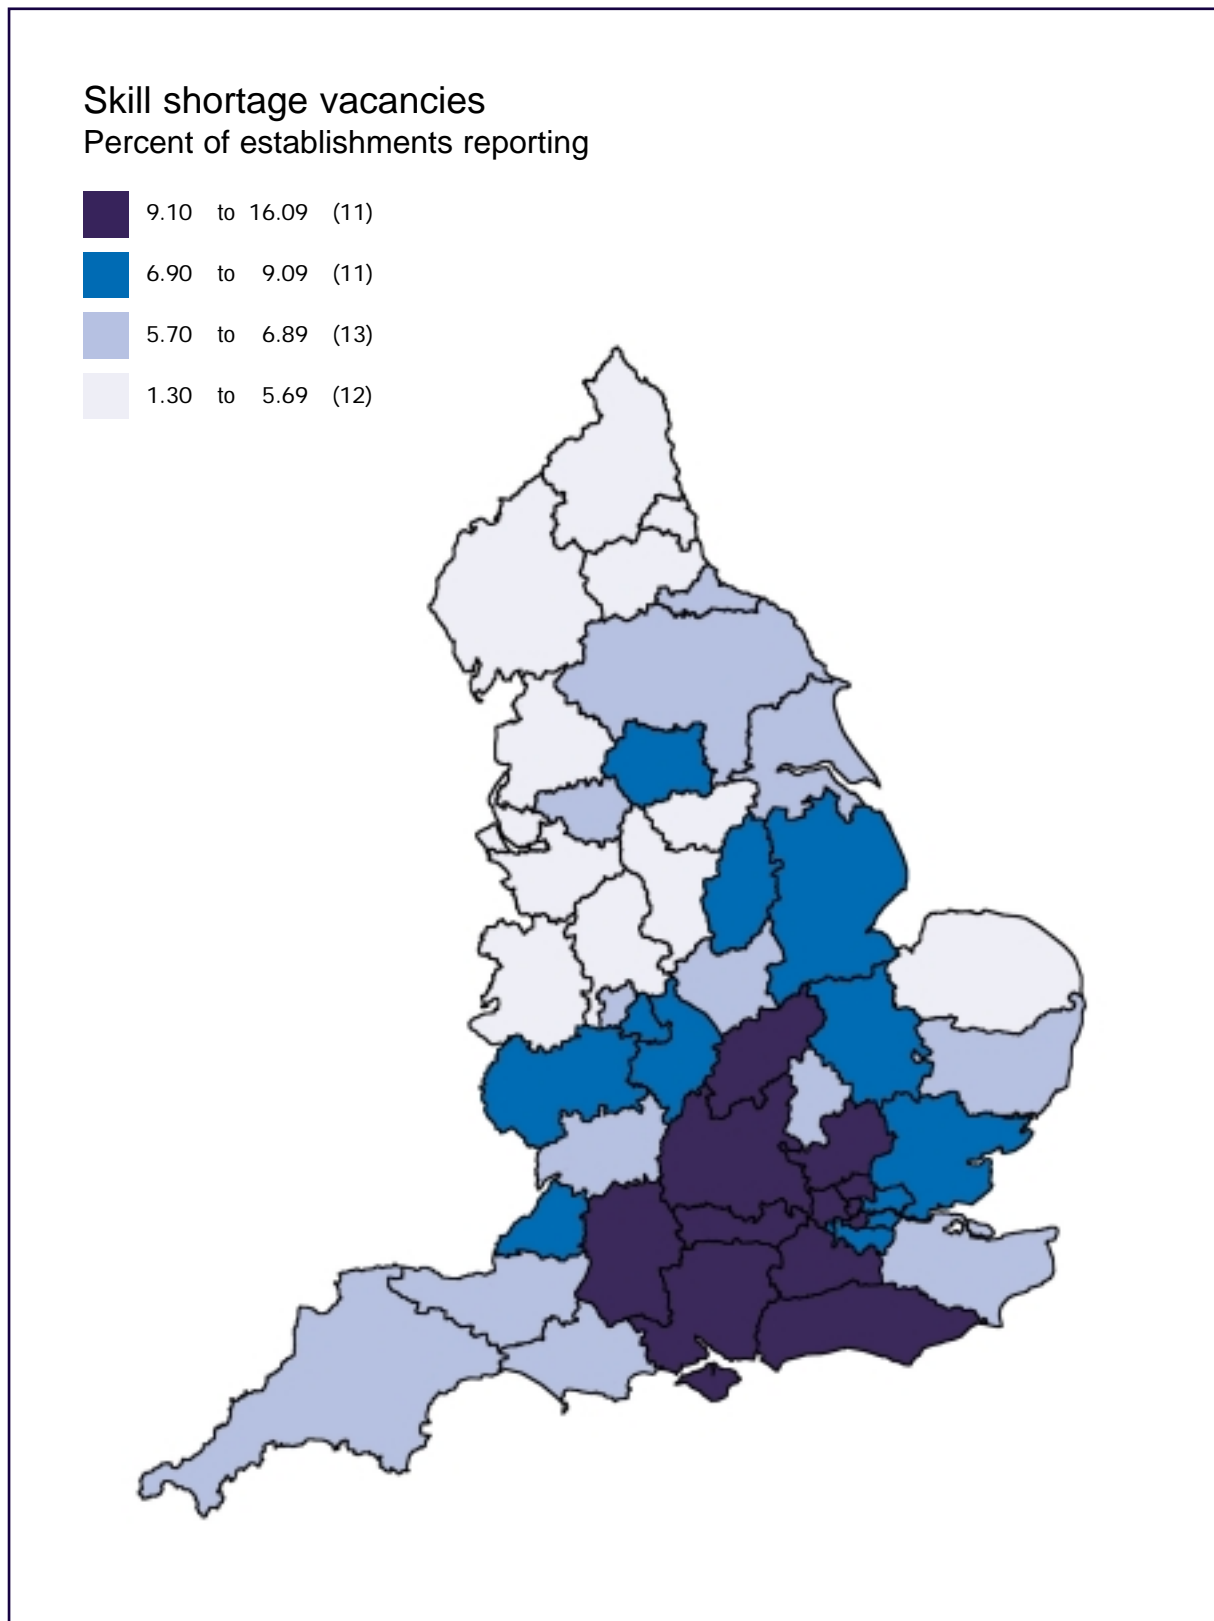 Skill shortage vacancies
Percent of establishments reporting
9.10 to 16.09 (11)
6.90 to 9.09 (11)
5.70 to 6.89 (13)
1.30 to 5.69 (12)